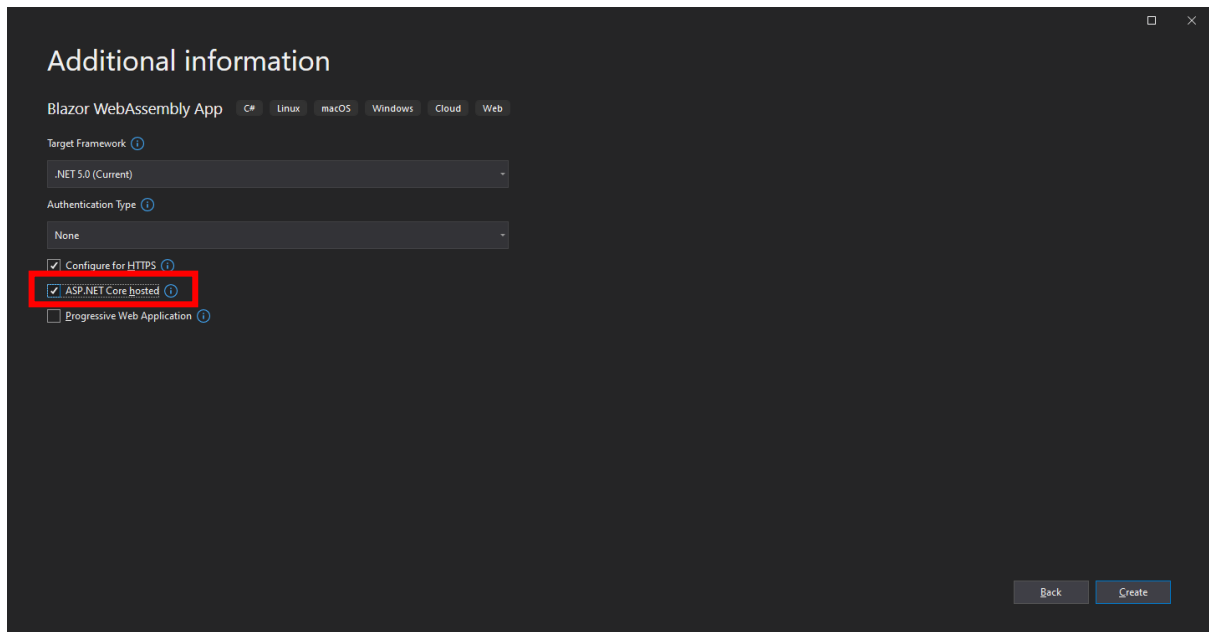 Additional information
Blazor WebAssembly App C# Linux macOS Windows Cloud Web
Target Framework
.NET 5.0 (Current)
Authentication Type
None
Configure for HTTPS
ASP.NET Core hosted
Progressive Web Application
Back Create